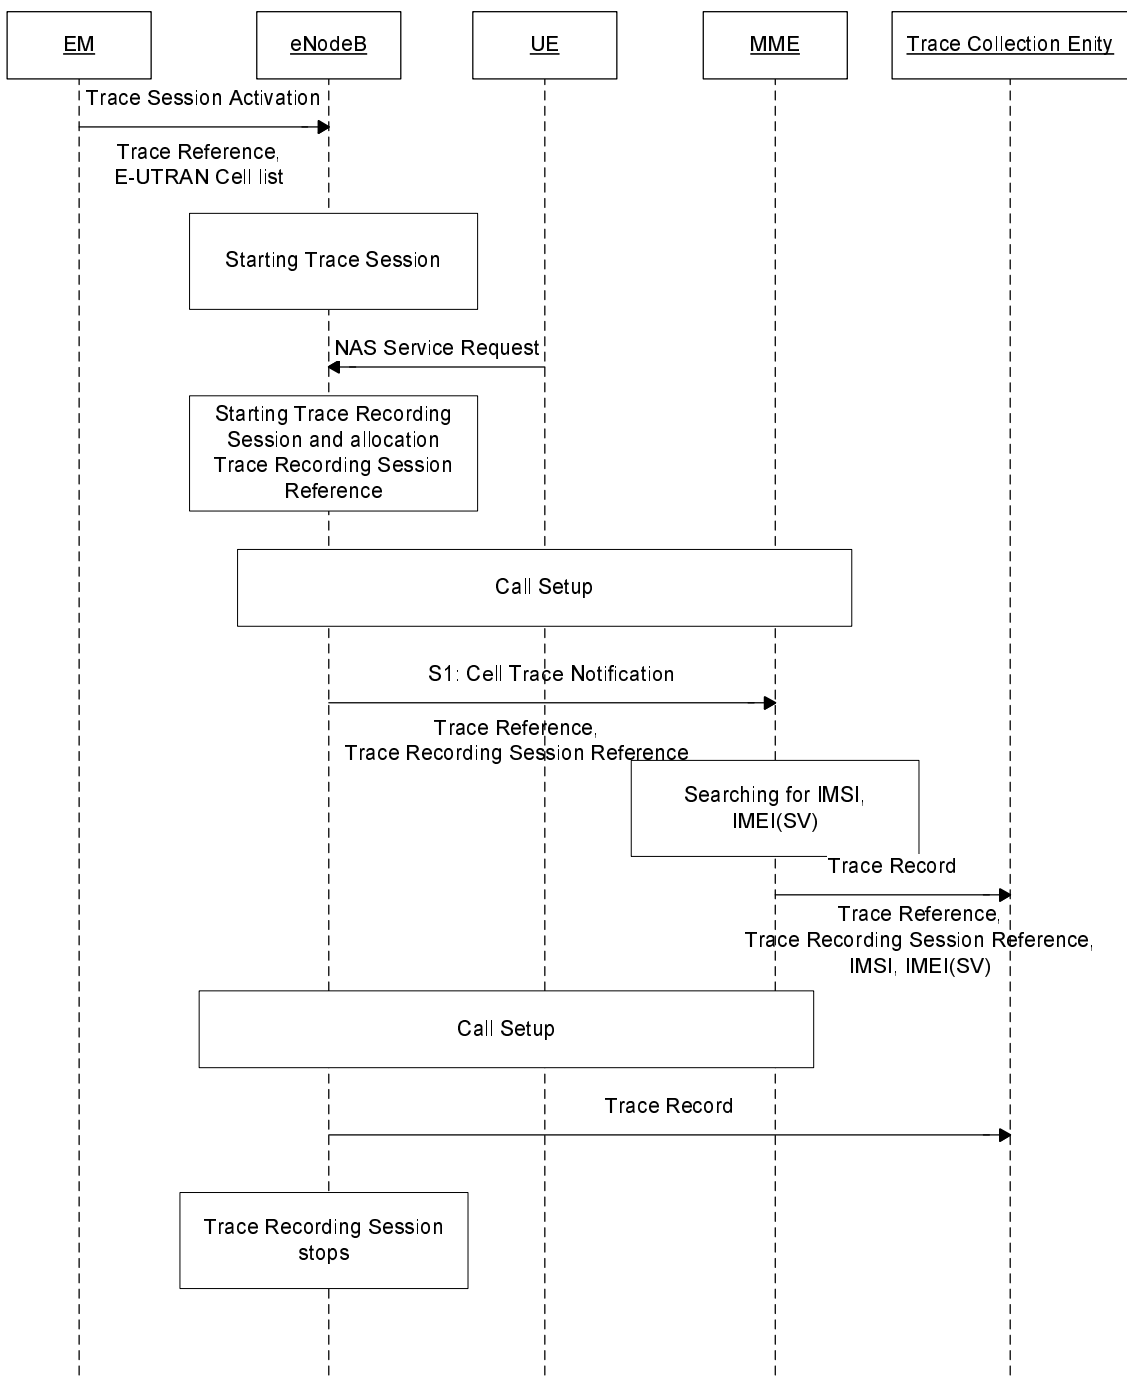 EM
eNodeB
UE
MME
Trace Collection Enity
Trace Session Activation
Trace Reference,
E-UTRAN Cell list
Starting Trace Session
NAS Service Request
Starting Trace Recording
Session and allocation
Trace Recording Session
Reference
Call Setup
S1: Cell Trace Notification
Trace Reference,
Trace Recording Session Reference
Searching for IMSI,
IMEI(SV)
Trace Record
Trace Reference,
Trace Recording Session Reference,
IMSI, IMEI(SV)
Call Setup
Trace Record
Trace Recording Session
stops